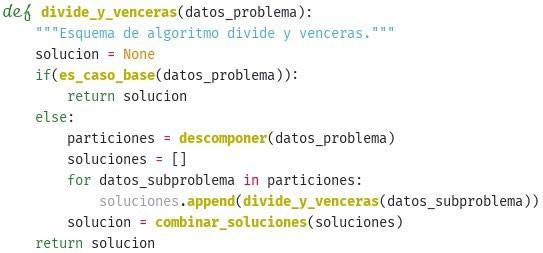 def divide_y_venceras(datos_problema):
    """Esquema de algoritmo divide y venceras."""
    solucion = None
    if(es_caso_base(datos_problema)):
        return solucion
    else:
        particiones = descomponer(datos_problema)
        soluciones = []
        for datos_subproblema in particiones:
            soluciones.append(divide_y_venceras(datos_subproblema))
        solucion = combinar_soluciones(soluciones)
    return solucion